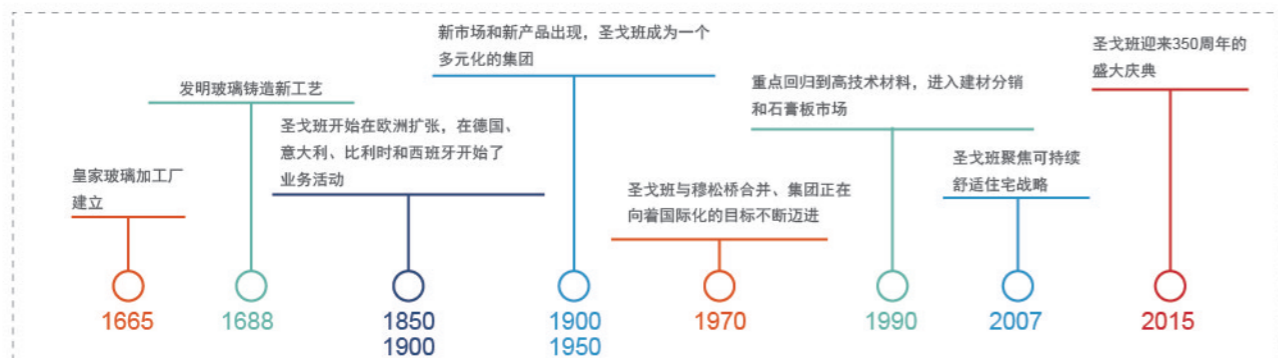 皇家玻璃加工厂
建立
1665
发明玻璃铸造新工艺
1688
圣戈班开始在欧洲扩张，在德国、
意大利、比利时和西班牙开始了
业务活动
1850
1900
新市场和新产品出现，圣戈班成为一个
多元化的集团
1900
1950
圣戈班与穆松桥合并、集团正在
向着国际化的目标不断迈进
1970
重点回归到高技术材料，进入建材分销
和石膏板市场
1990
圣戈班聚焦可持续
舒适住宅战略
2007
圣戈班迎来350周年的
盛大庆典
2015